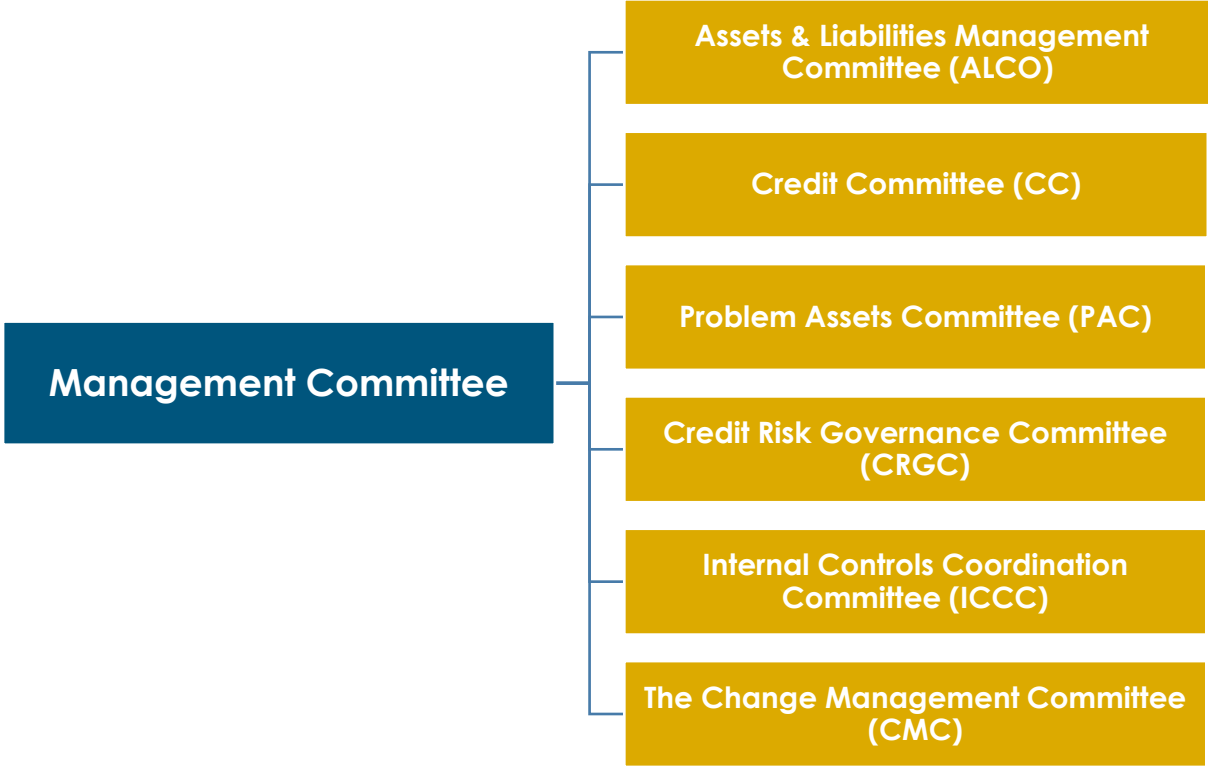 Assets & Liabilities Management
Committee (ALCO)
Credit Committee (CC)
Problem Assets Committee (PAC)
Management Committee
Credit Risk Governance Committee
(CRGC)
Internal Controls Coordination
Committee (ICCC)
The Change Management Committee
(CMC)